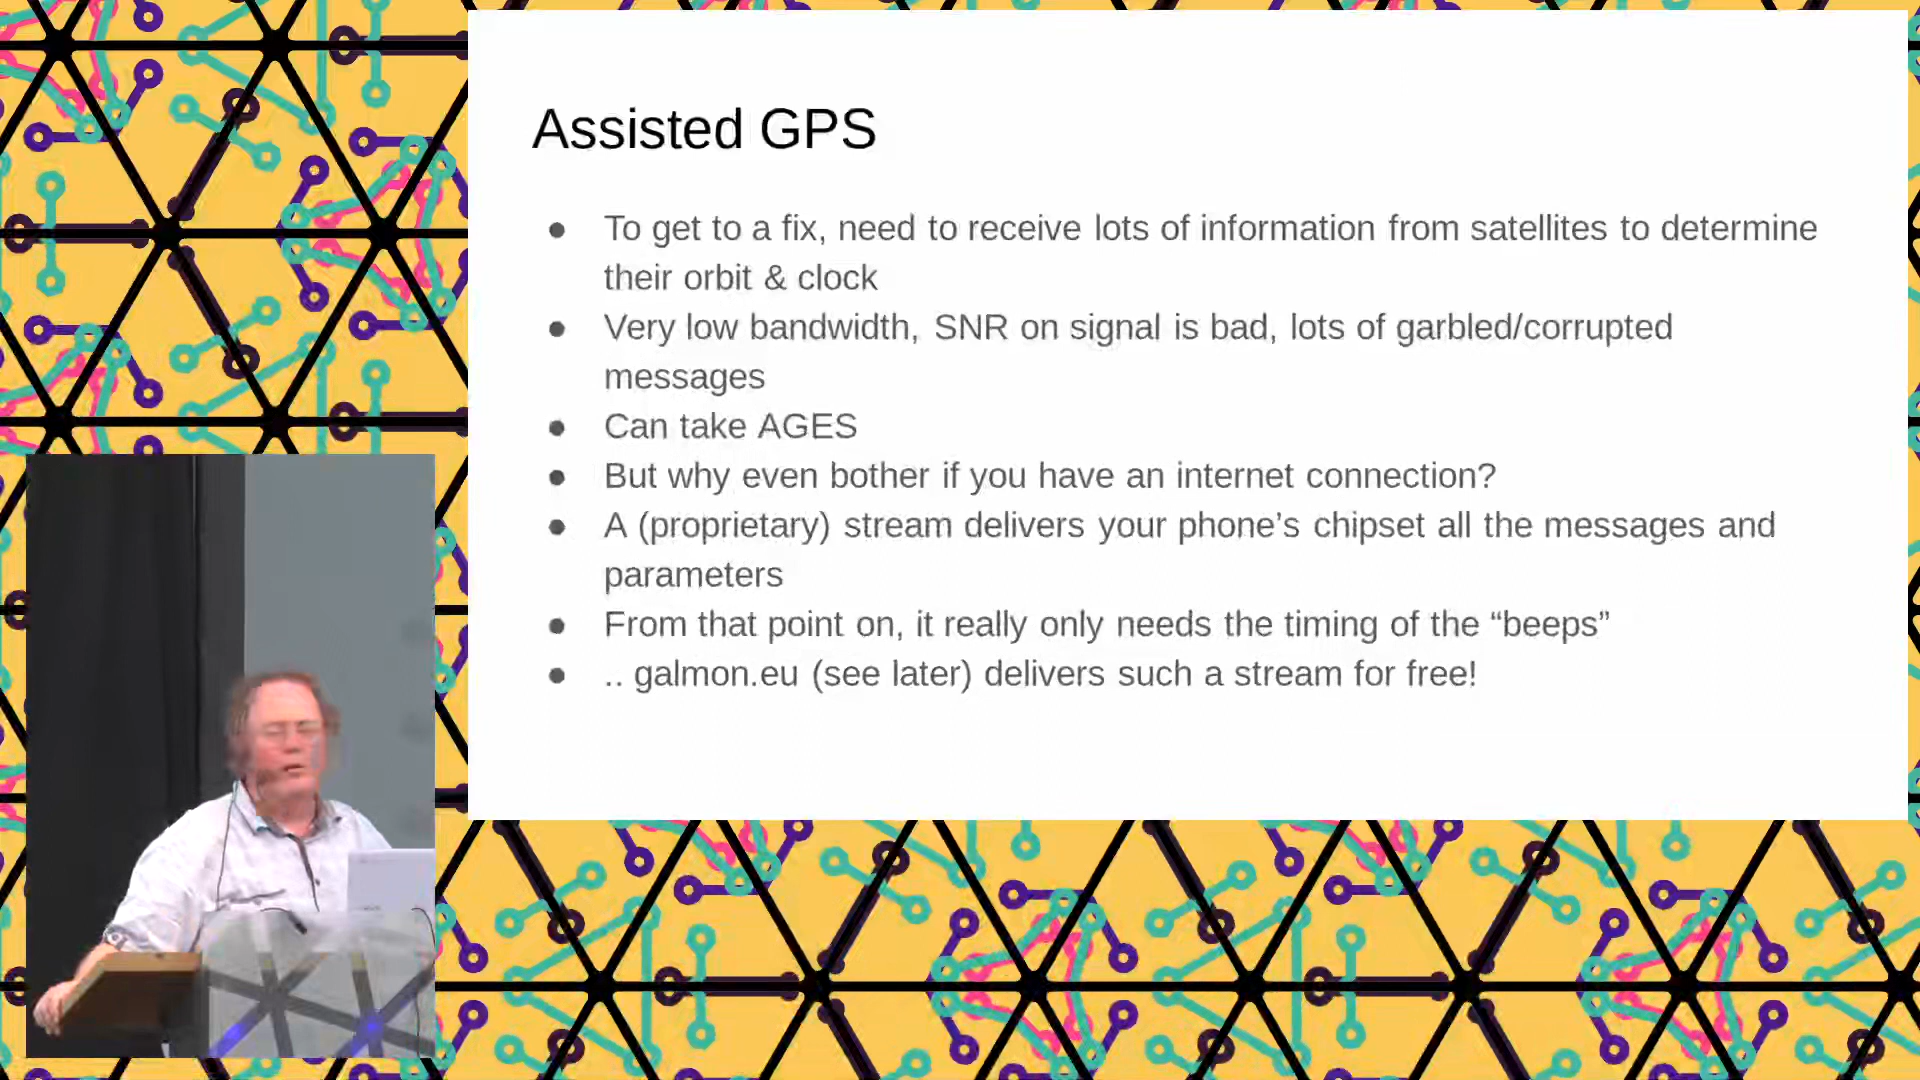 Assisted GPS
● To get to a fix, need to receive lots of information from satellites to determine
their orbit & clock
● Very low bandwidth, SNR on signal is bad, lots of garbled/corrupted
messages
● Can take AGES
● But why even bother if you have an internet connection?
● A (proprietary) stream delivers your phone’s chipset all the messages and
parameters
● From that point on, it really only needs the timing of the “beeps”
● .. galmon.eu (see later) delivers such a stream for free!